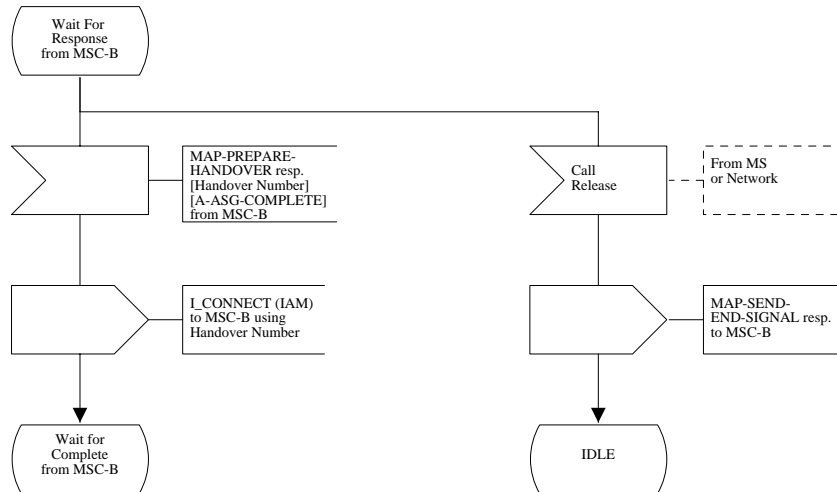 Wait For
Response
from MSC-B
MAP-PREPARE-
HANDOVER resp.
[Handover Number]
[A-ASG-COMPLETE]
from MSC-B
Call
Release
From MS
or Network
I_CONNECT (IAM)
to MSC-B using
Handover Number
MAP-SEND-
END-SIGNAL resp.
to MSC-B
Wait for
Complete
from MSC-B
IDLE